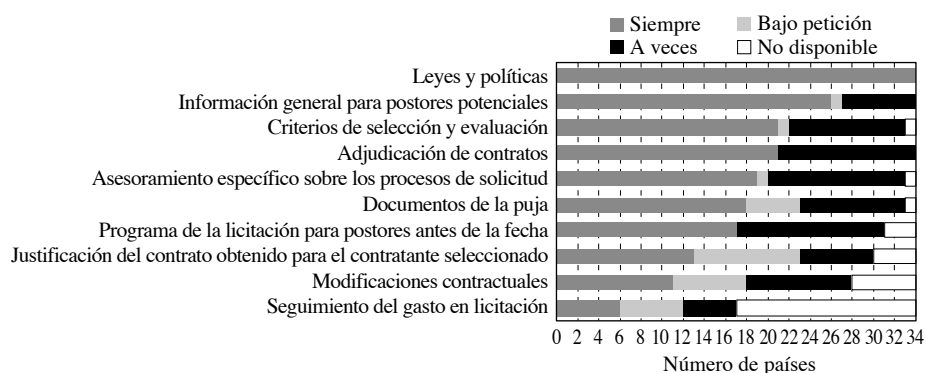 Siempre Bajo petición
A veces No disponible
Leyes y políticas
Información general para postores potenciales
Criterios de selección y evaluación
Adjudicación de contratos
Asesoramiento específico sobre los procesos de solicitud
Documentos de la puja
Programa de la licitación para postores antes de la fecha
Justificación del contrato obtenido para el contratante seleccionado
Modificaciones contractuales
Seguimiento del gasto en licitación
0 2 4 6 8 10 12 14 16 18 20 22 24 26 28 30 32 34
Número de países